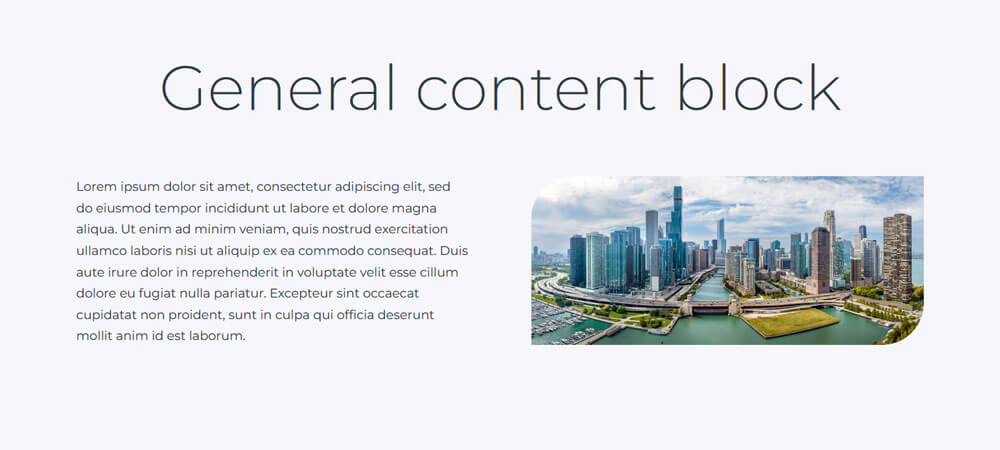 General content block
Lorem ipsum dolor sit amet, consectetur adipiscing elit, sed
do eiusmod tempor incididunt ut labore et dolore magna
aliqua. Ut enim ad minim veniam, quis nostrud exercitation
ullamco laboris nisi ut aliquip ex ea commodo consequat. Duis
aute irure dolor in reprehenderit in voluptate velit esse cillum
dolore eu fugiat nulla pariatur. Excepteur sint occaecat
cupidatat non proident, sunt in culpa qui officia deserunt
mollit anim id est laborum.